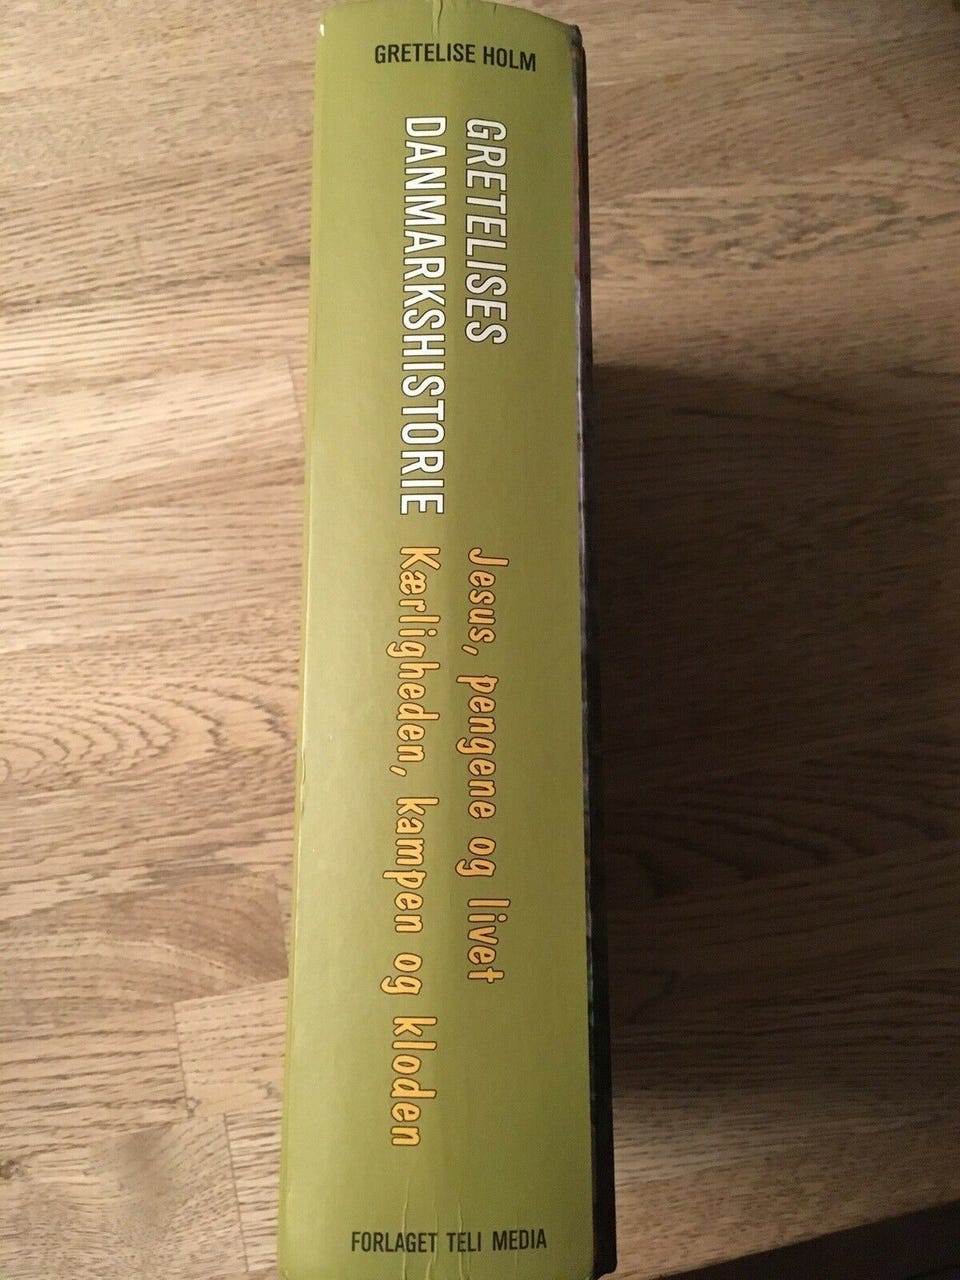 GRETELISE HOLM
GRETELISES
DANMARKSHISTORIE
Jesus, pengene og livet
Kærligheden, kampen og kloden
FORLAGET TELI MEDIA